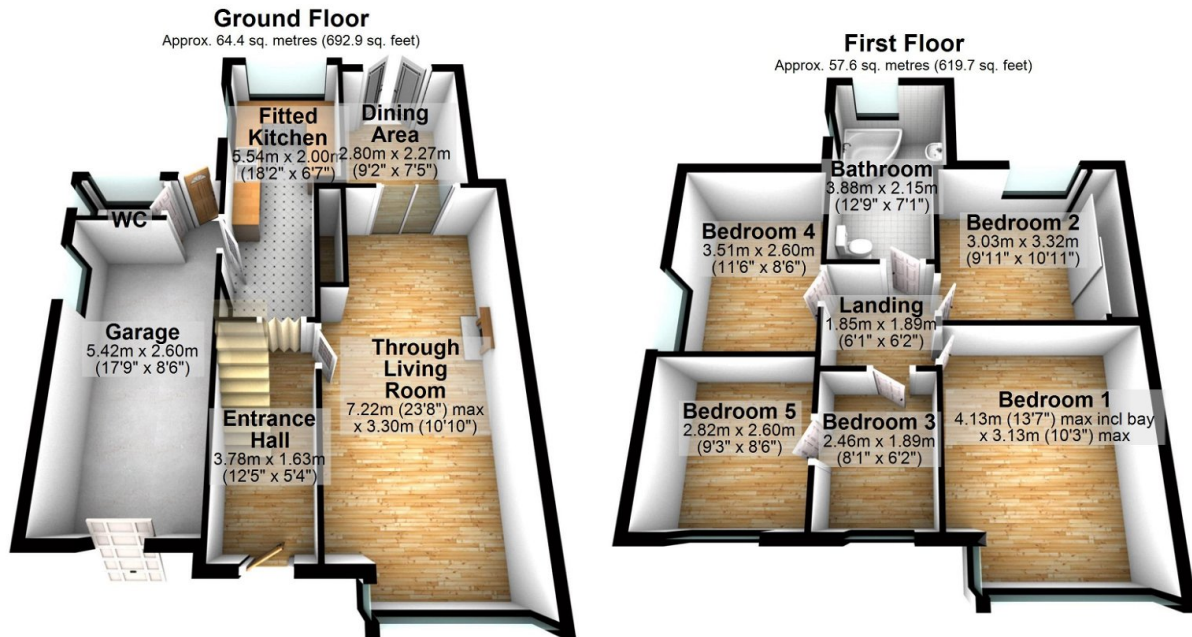 Ground Floor
Approx. 64.4 sq. metres (692.9 sq. feet)
Fitted
Kitchen
5.54m x 2.00m
(18'2" x 6'7")
Dining
Area
2.80m x 2.27m
(9'2" x 7'5")
WC
Garage
5.42m x 2.60m
(17'9" x 8'6")
Through
Living
Room
7.22m (23'8") max
x 3.30m (10'10")
Entrance
Hall
3.78m x 1.63m
(12'5" x 5'4")
First Floor
Approx. 57.6 sq. metres (619.7 sq. feet)
Bathroom
3.88m x 2.15m
(12'9" x 7'1")
Bedroom 4
3.51m x 2.60m
(11'6" x 8'6")
Bedroom 2
3.03m x 3.32m
(9'11" x 10'11")
Landing
1.85m x 1.89m
(6'1" x 6'2")
Bedroom 5
2.82m x 2.60m
(9'3" x 8'6")
Bedroom 3
2.46m x 1.89m
(8'1" x 6'2")
Bedroom 1
4.13m (13'7") max incl bay
x 3.13m (10'3") max